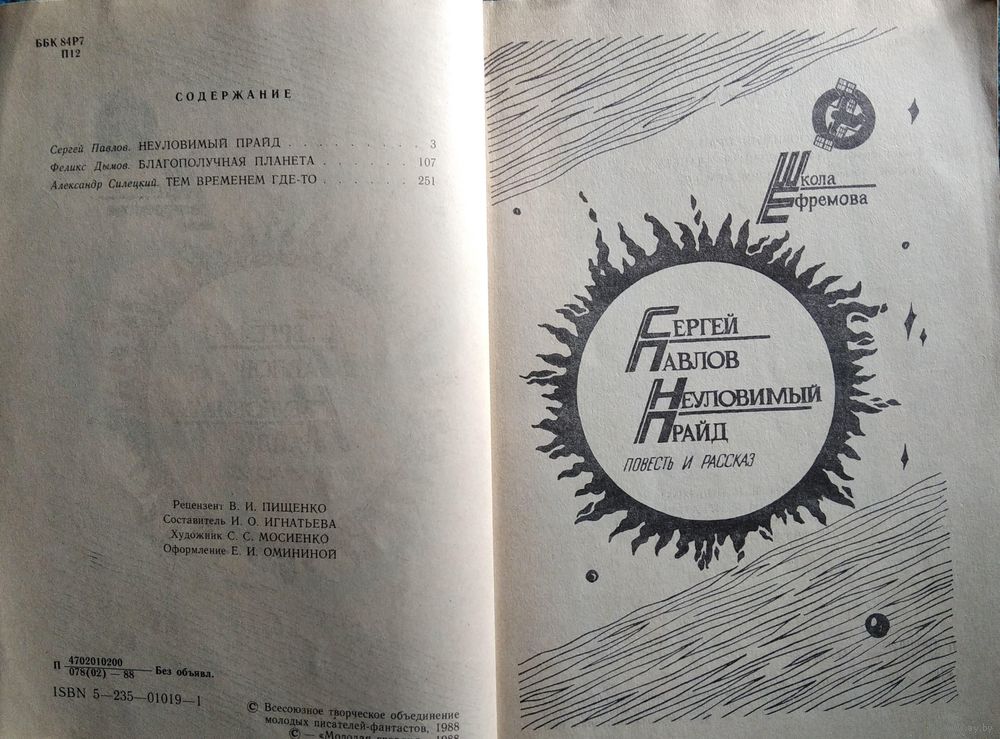 ББК 84Р7
П12
СОДЕРЖАНИЕ
Сергей Павлов. НЕУЛОВИМЫЙ ПРАЙД . . . . . . . . . . 3
Феликс Дымов. БЛАГОПОЛУЧНАЯ ПЛАНЕТА . . . . . . . 107
Александр Силецкий. ТЕМ ВРЕМЕНЕМ ГДЕ-ТО . . . . . . . 251
Рецензент В. И. ПИЩЕНКО
Составитель И. О. ИГНАТЬЕВА
Художник С. С. МОСИЕНКО
Оформление Е. И. ОМИНИНОЙ
П 4702010200
078(02)—88 — Без объявл.
ISBN 5—235—01019—1
© Всесоюзное творческое объединение
молодых писателей-фантастов, 1988
© — «Молодая
Школа
Ефремова
СЕРГЕЙ
ПАВЛОВ
НЕУЛОВИМЫЙ
ПРАЙД
ПОВЕСТЬ И РАССКАЗ